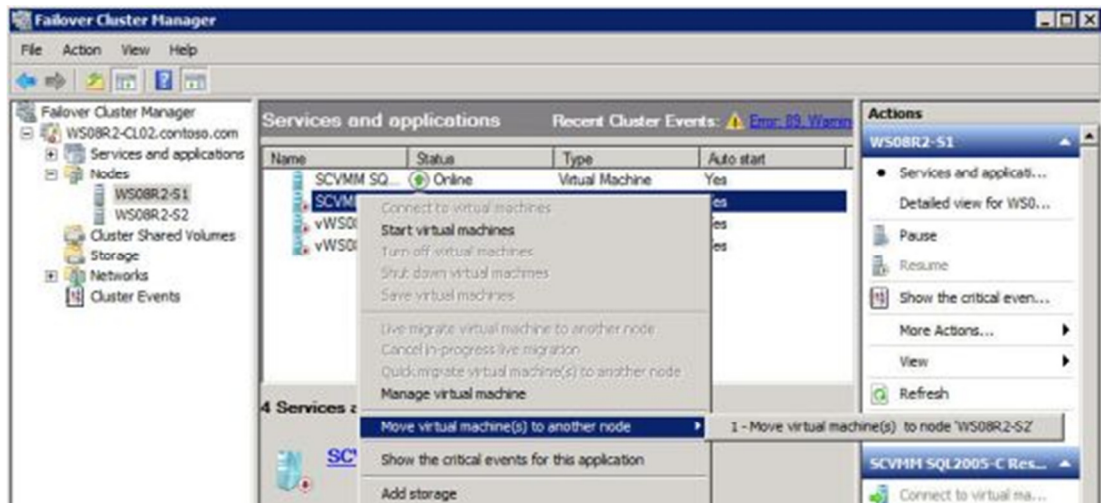 Failover Cluster Manager
File Action View Help
Failover Cluster Manager
WS08R2-CL02.contoso.com
Services and applications
Nodes
WS08R2-S1
WS08R2-S2
Cluster Shared Volumes
Storage
Networks
Cluster Events
Services and applications Recent Cluster Events: Error: 89, Warnin
Name Status Type Auto start
SCVMM SQ... Online Virtual Machine Yes
SCVM es
vWS0 es
vWS0 es
Connect to virtual machines
Start virtual machines
Turn off virtual machines
Shut down virtual machines
Save virtual machines
Live migrate virtual machine to another node
Cancel in-progress live migration
Quick migrate virtual machine(s) to another node
Manage virtual machine
Move virtual machine(s) to another node
1 - Move virtual machine(s) to node 'WS08R2-S2'
Show the critical events for this application
Add storage
4 Services a
SC
Actions
WS08R2-S1
Services and applicati...
Detailed view for WS0...
Pause
Resume
Show the critical even...
More Actions...
View
Refresh
SCVMM SQL2005-C Res...
Connect to virtual ma...